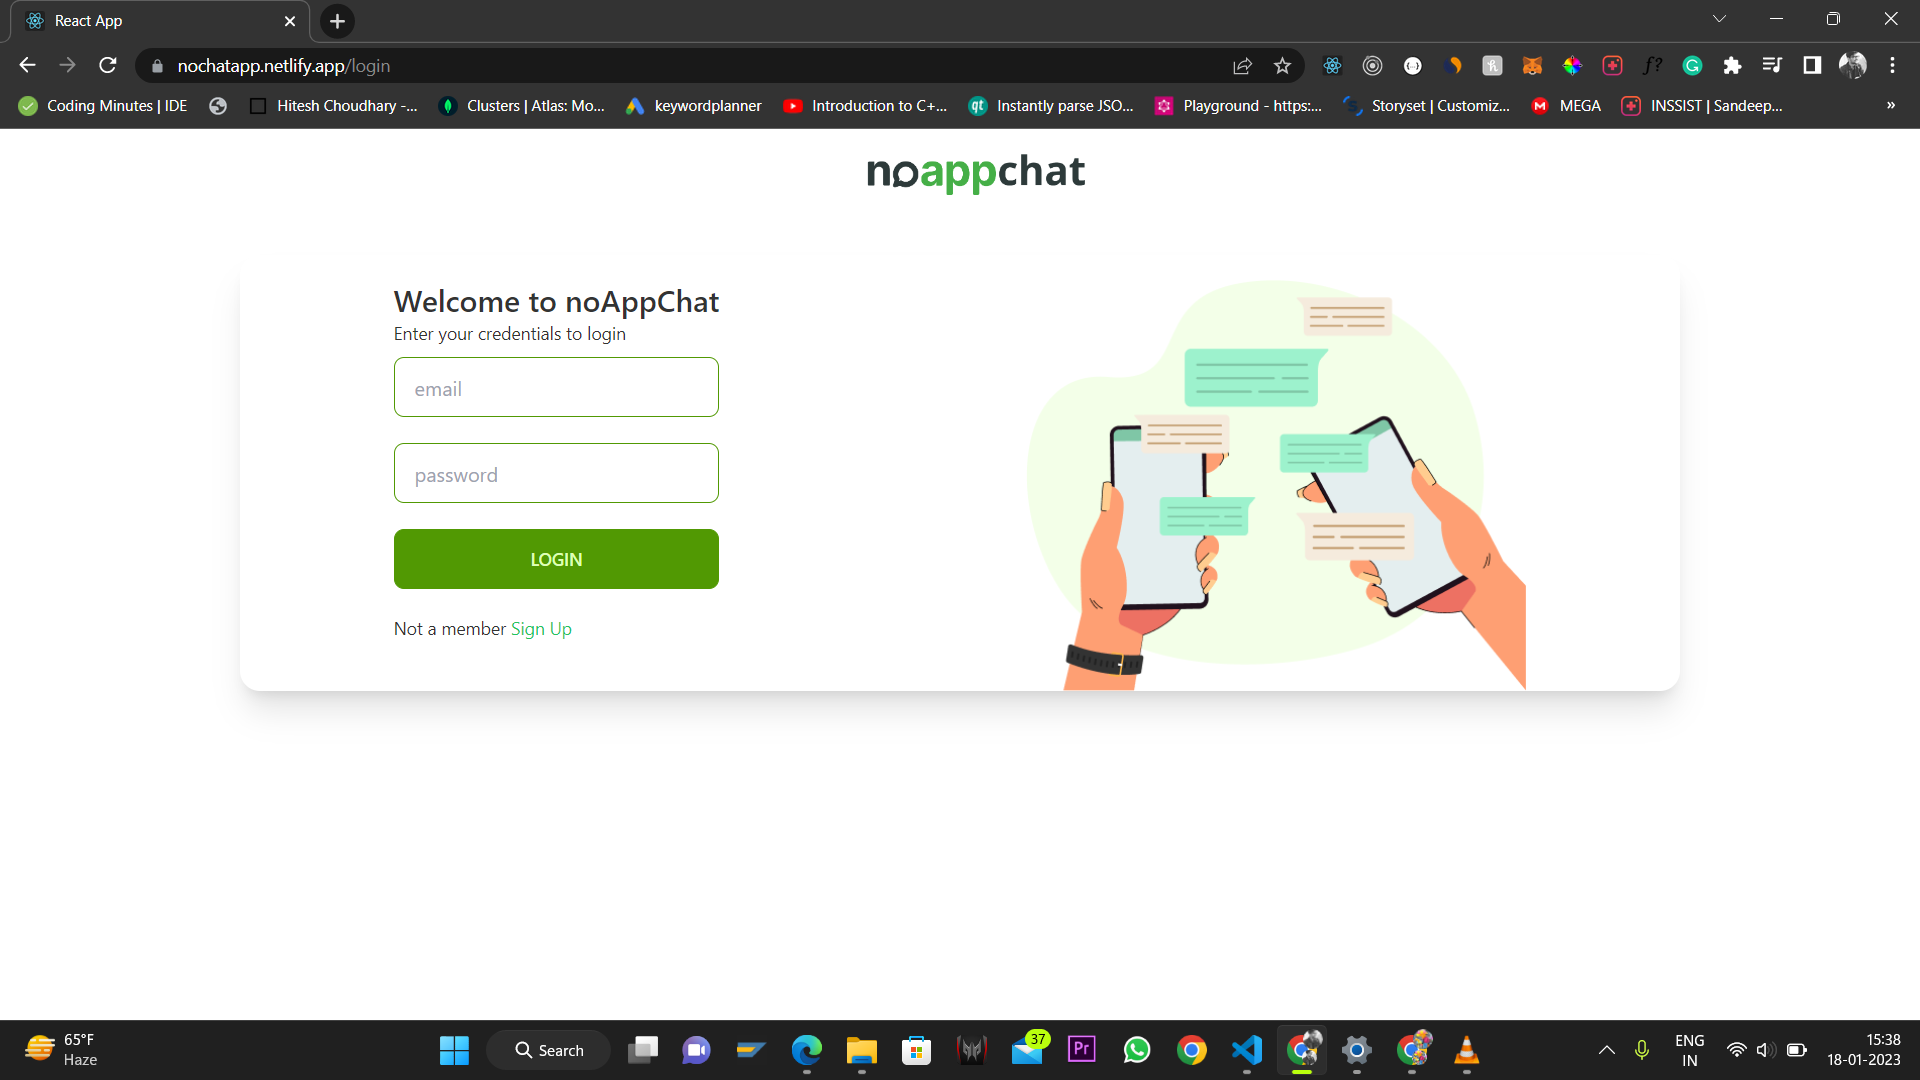 React App
nochatapp.netlify.app/login
f?
Coding Minutes | IDE
Hitesh Choudhary -...
Clusters | Atlas: Mo...
keywordplanner
qt
Introduction to C+...
Instantly parse JSO...
Playground - https:...
Storyset | Customiz...
MEGA
INSSIST | Sandeep...
»
noappchat
Welcome to noAppChat
Enter your credentials to login
email
password
LOGIN
Not a member Sign Up
65°F
Haze
Search
37
Pr
ENG
IN
15:38
18-01-2023